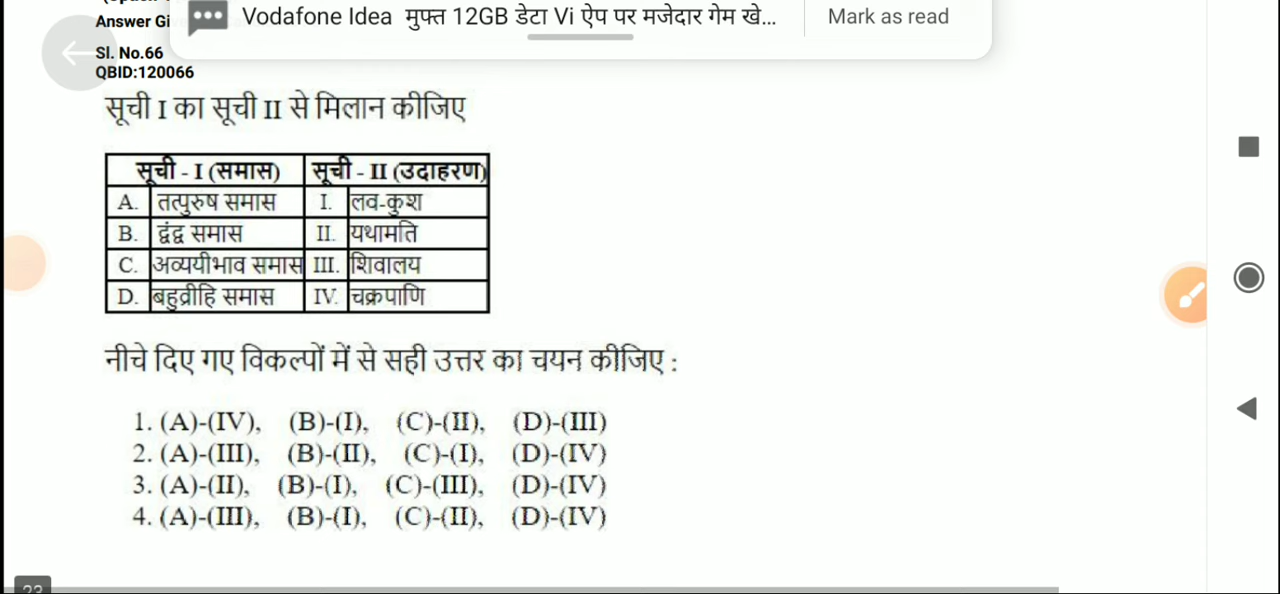 Answer Gi
Vodafone Idea मुफ्त 12GB डेटा Vi ऐप पर मजेदार गेम खे...
Mark as read
Sl. No.66
QBID:120066
सूची I का सूची II से मिलान कीजिए
सूची - I (समास) सूची - II (उदाहरण)
A. तत्पुरुष समास I. लव-कुश
B. द्वंद्व समास II. यथामति
C. अव्ययीभाव समास III. शिवालय
D. बहुव्रीहि समास IV. चक्रपाणि
नीचे दिए गए विकल्पों में से सही उत्तर का चयन कीजिए :
1. (A)-(IV), (B)-(I), (C)-(II), (D)-(III)
2. (A)-(III), (B)-(II), (C)-(I), (D)-(IV)
3. (A)-(II), (B)-(I), (C)-(III), (D)-(IV)
4. (A)-(III), (B)-(I), (C)-(II), (D)-(IV)